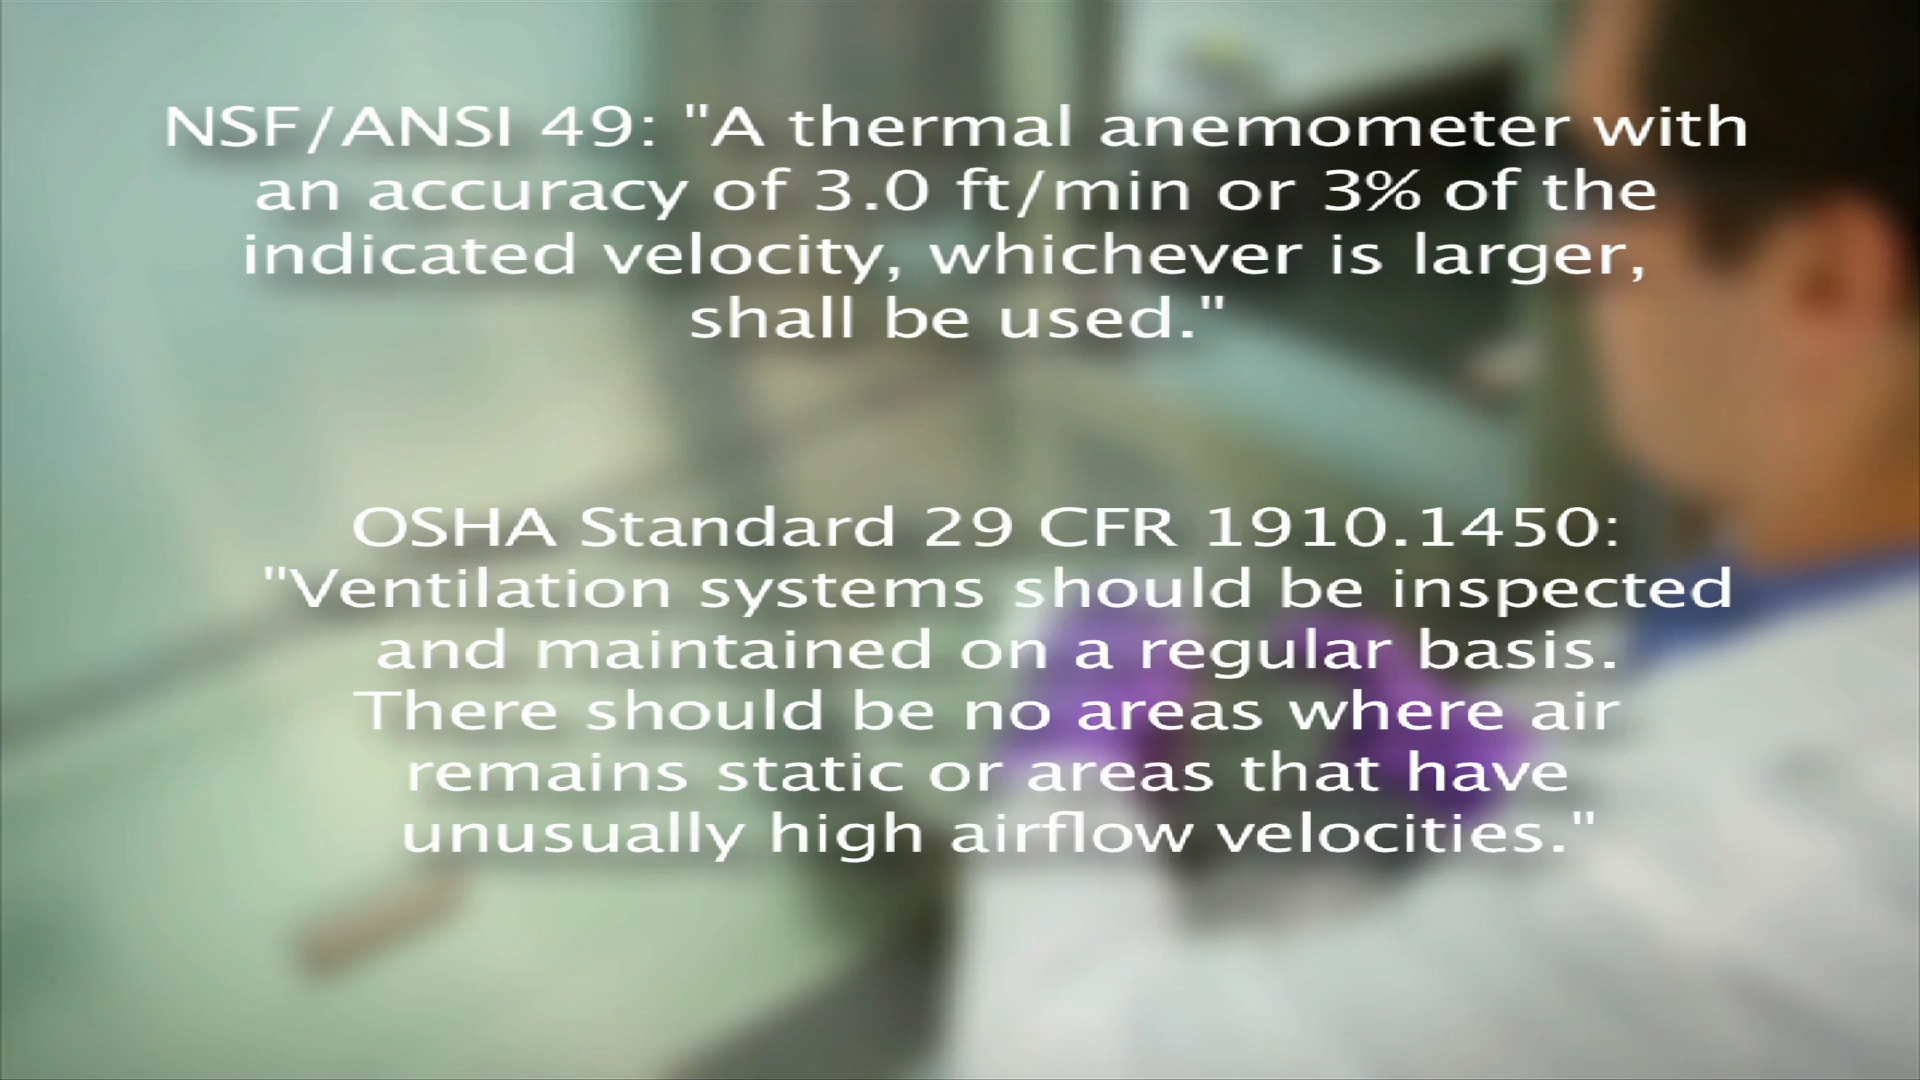 NSF/ANSI 49: "A thermal anemometer with
an accuracy of 3.0 ft/min or 3% of the
indicated velocity, whichever is larger,
shall be used."
OSHA Standard 29 CFR 1910.1450:
"Ventilation systems should be inspected
and maintained on a regular basis.
There should be no areas where air
remains static or areas that have
unusually high airflow velocities."